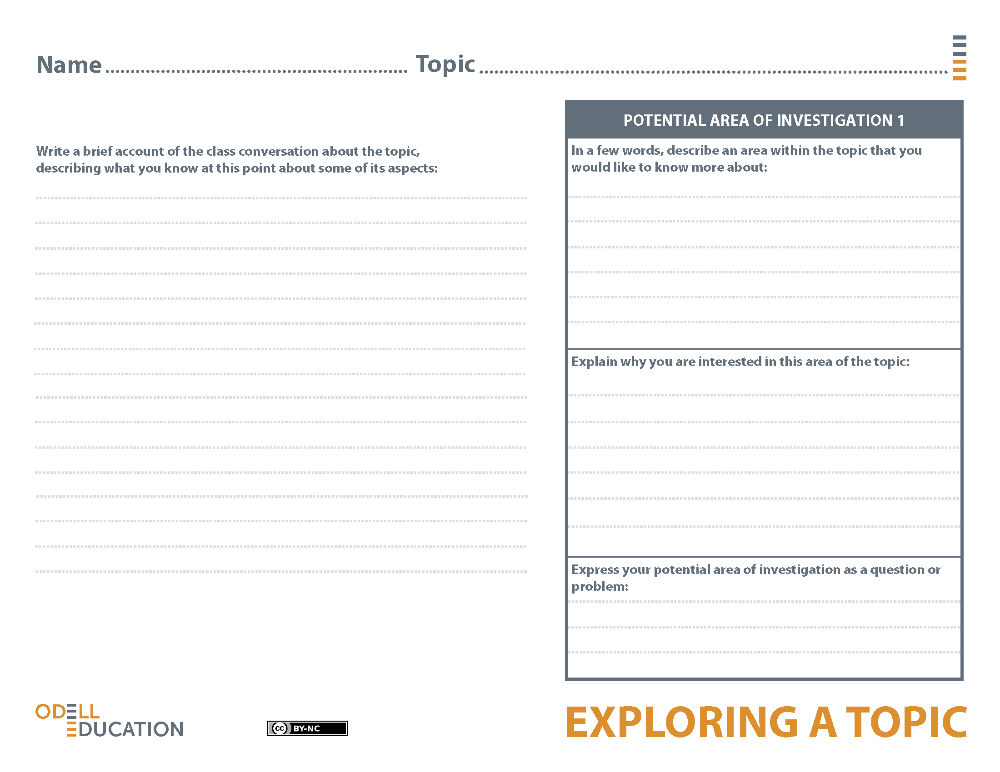 Name
Topic
Write a brief account of the class conversation about the topic,
describing what you know at this point about some of its aspects:
POTENTIAL AREA OF INVESTIGATION 1
In a few words, describe an area within the topic that you
would like to know more about:
Explain why you are interested in this area of the topic:
Express your potential area of investigation as a question or
problem:
ODELL
EDUCATION
cc BY-NC
EXPLORING A TOPIC